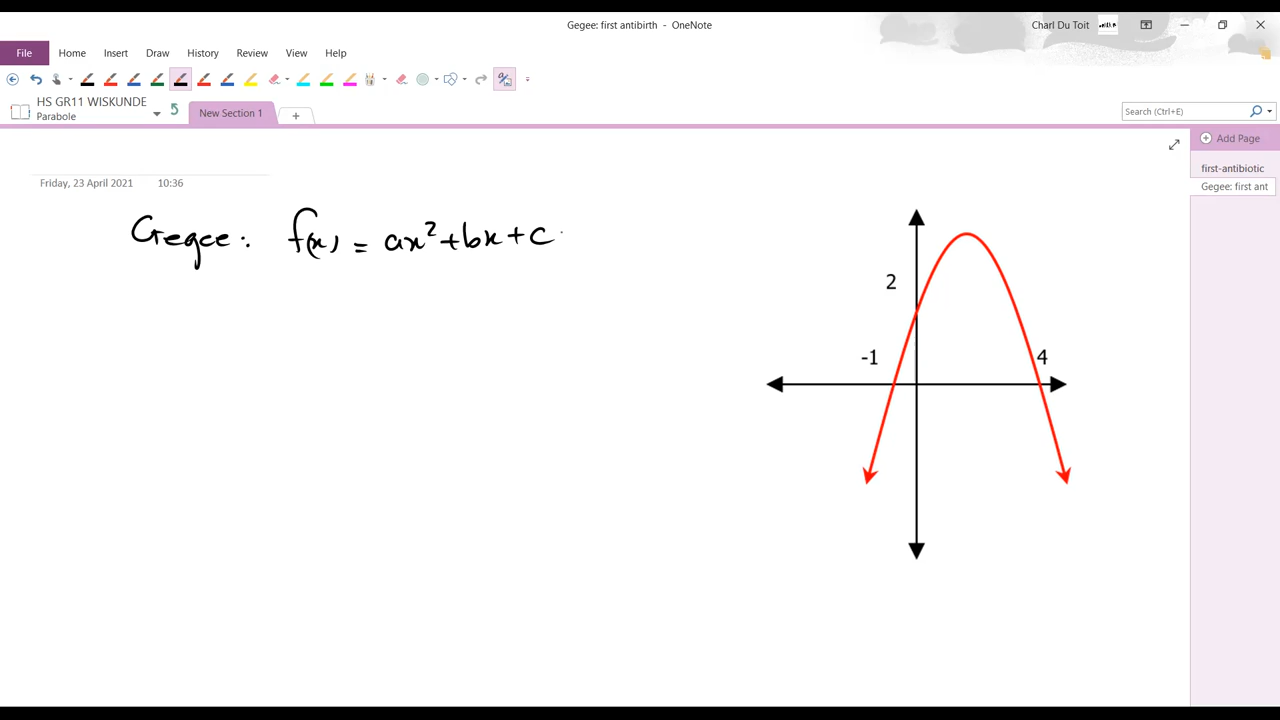 Gegee: first antibirth - OneNote
Charl Du Toit
File Home Insert Draw History Review View Help
HS GR11 WISKUNDE
Parabole
New Section 1
Search (Ctrl+E)
Add Page
first-antibiotic
Gegee: first ant
Friday, 23 April 2021 10:36
Gegee: f(x) = ax²+bx+c
2
-1
4